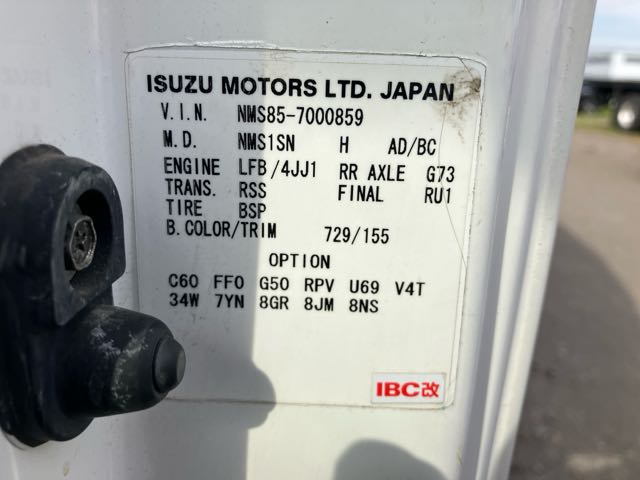 ISUZU MOTORS LTD. JAPAN
V.I.N. NMS85-7000859
M.D. NMS1SN H AD/BC
ENGINE LFB/4JJ1 RR AXLE G73
TRANS. RSS FINAL RU1
TIRE BSP
B.COLOR/TRIM 729/155
OPTION
C60 FF0 G50 RPV U69 V4T
34W 7YN 8GR 8JM 8NS
IBC改